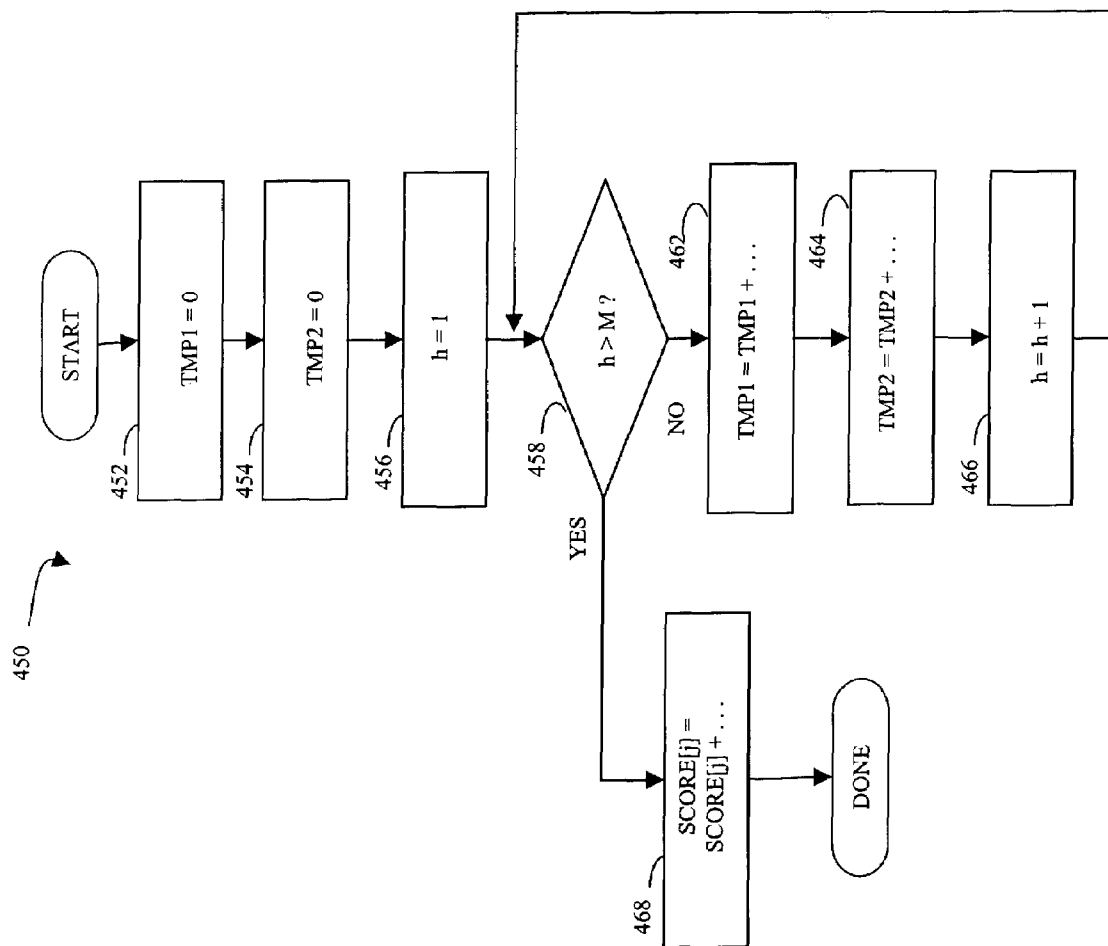 450
START
452
TMP1 = 0
454
TMP2 = 0
456
h = 1
458
h > M ?
YES
NO
462
TMP1 = TMP1 + . . .
464
TMP2 = TMP2 + . . .
466
h = h + 1
468
SCORE[j] =
SCORE[j] + . . .
DONE